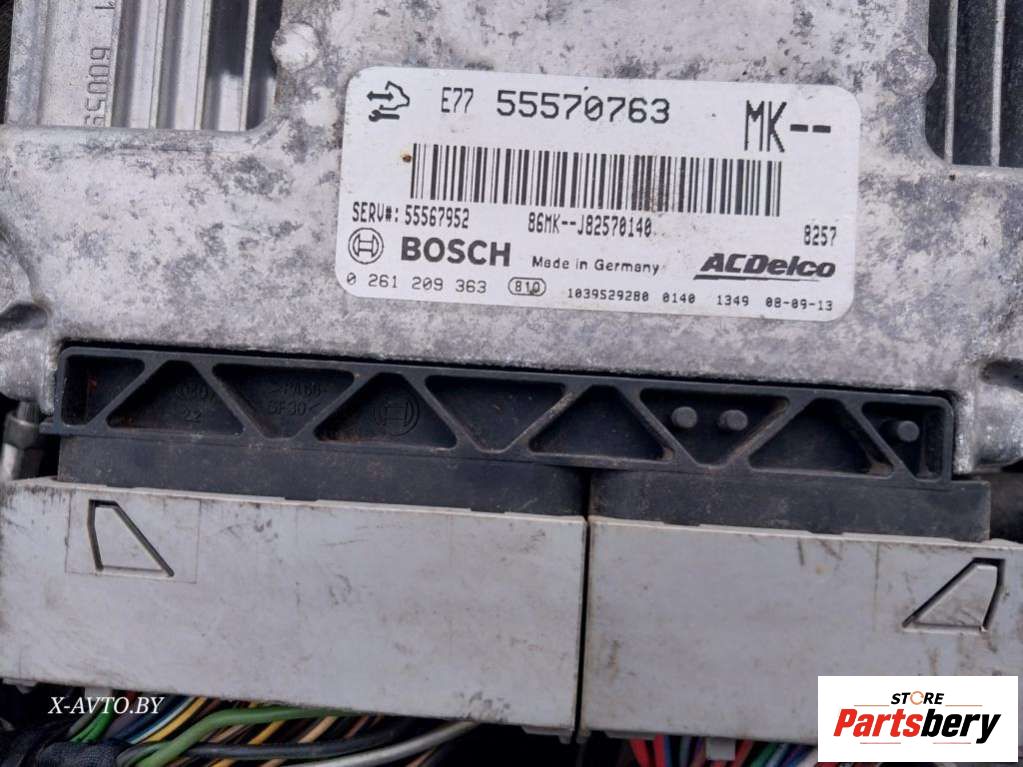 E77 55570763 MK--
SERV#: 55567952 86MK--J82570140 8257
BOSCH Made in Germany ACDelco
0 261 209 363 810 1039529280 0140 1349 08-09-13
X-AVTO.BY
STORE
Partsbery